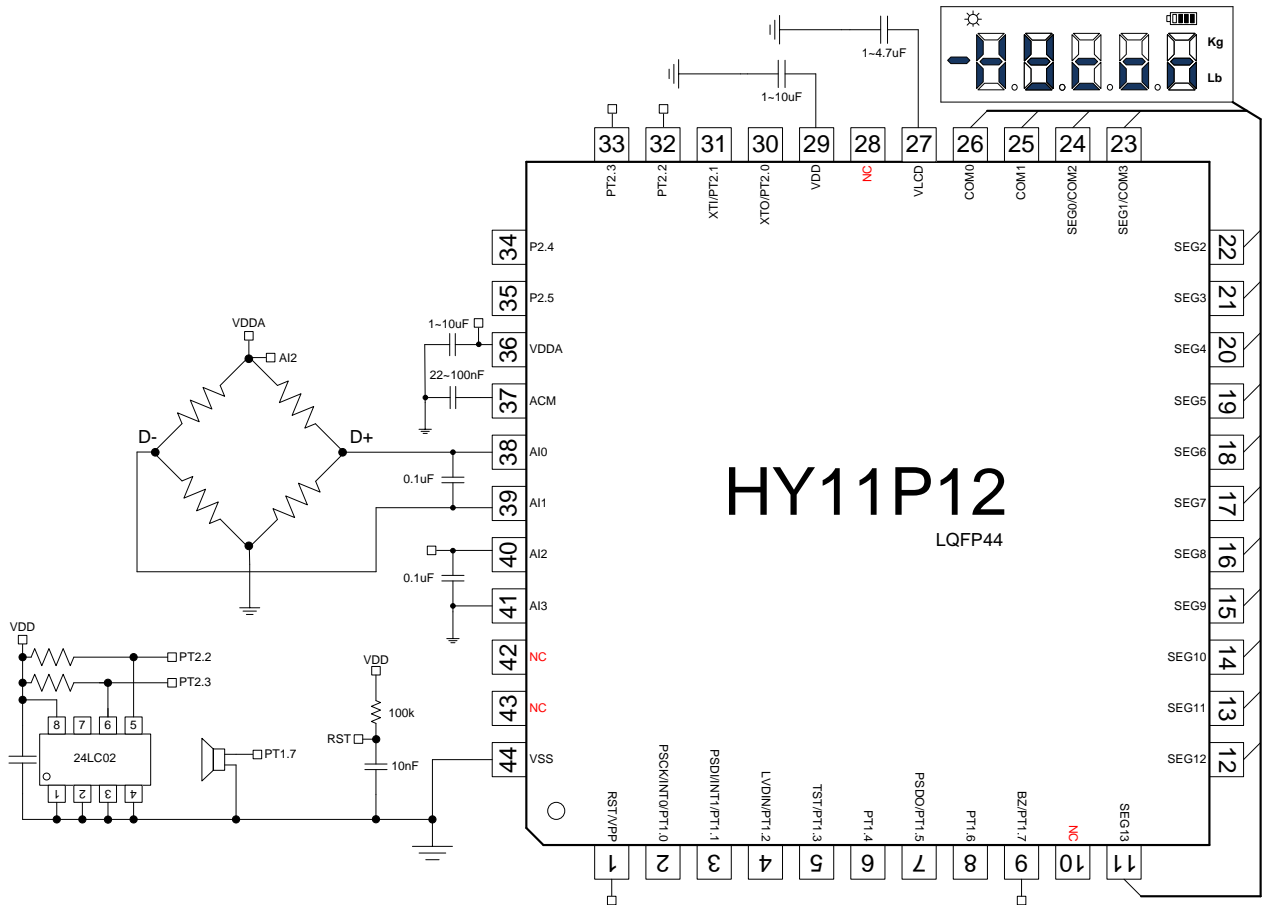 1~4.7uF
1~10uF
Kg
Lb
33
32
31
30
29
28
27
26
25
24
23
PT2.3
PT2.2
XTI/PT2.1
XTO/PT2.0
VDD
NC
VLCD
COM0
COM1
SEG0/COM2
SEG1/COM3
34
P2.4
35
P2.5
36
VDDA
37
ACM
38
AI0
39
AI1
40
AI2
41
AI3
42
NC
43
NC
44
VSS
SEG2
22
SEG3
21
SEG4
20
SEG5
19
SEG6
18
SEG7
17
SEG8
16
SEG9
15
SEG10
14
SEG11
13
SEG12
12
HY11P12
LQFP44
VDDA
AI2
D-
D+
1~10uF
22~100nF
0.1uF
0.1uF
VDD
PT2.2
PT2.3
8
7
6
5
24LC02
1
2
3
4
PT1.7
VDD
100k
RST
10nF
RST/VPP
PSCK/INT0/PT1.0
PSDI/INT1/PT1.1
LVDIN/PT1.2
TST/PT1.3
PT1.4
PSDO/PT1.5
PT1.6
BZ/PT1.7
NC
SEG13
1
2
3
4
5
6
7
8
9
10
11